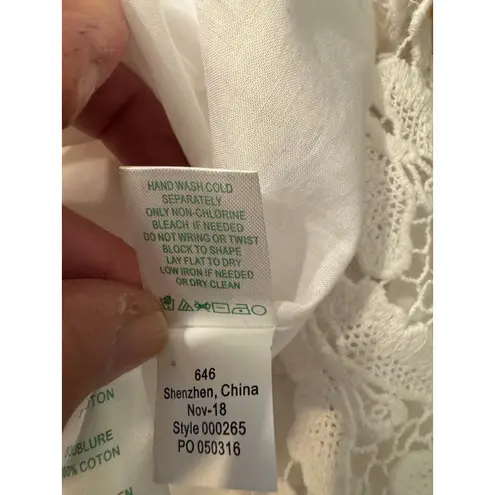 HAND WASH COLD
SEPARATELY
ONLY NON-CHLORINE
BLEACH IF NEEDED
DO NOT WRING OR TWIST
BLOCK TO SHAPE
LAY FLAT TO DRY
LOW IRON IF NEEDED
OR DRY CLEAN
646
Shenzhen, China
Nov-18
Style 000265
PO 050316
OTON
OUBLURE
00% COTON